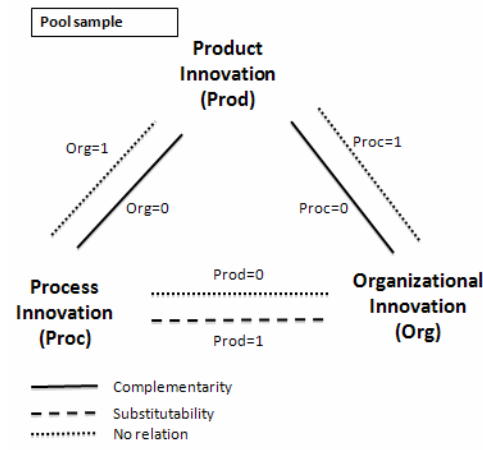 Pool sample
Product
Innovation
(Prod)
Org=1
Proc=1
Org=0
Proc=0
Process
Innovation
(Proc)
Prod=0
Prod=1
Organizational
Innovation
(Org)
Complementarity
Substitutability
No relation